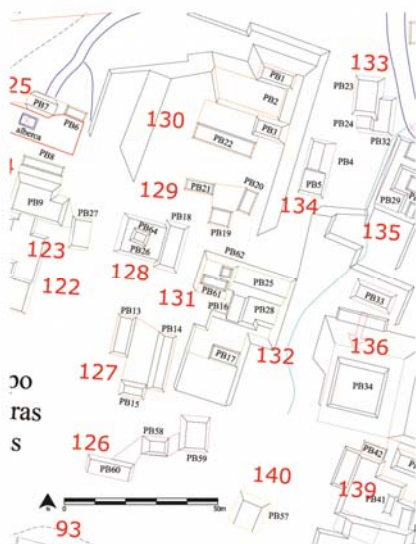 133
PB1
PB23
25
PB7
PB2
PB6
130
alberca
PB3
PB24
PB22
PB32
PB8
PB4
129
PB21
PB20
PB5
134
PB9
PB29
PB27
PB18
PB19
135
PB64
123
PB26
PB62
128
122
PB25
131
PB61
PB33
PB16
PB28
PB13
PB14
136
132
PB17
127
PB34
po
PB15
ras
s
PB58
126
PB42
PB59
PB60
140
139
PB41
N
0
50m
PB57
93